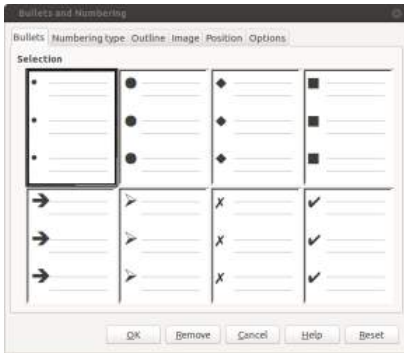 Bullets and Numbering
Bullets Numbering type Outline Image Position Options
Selection
OK Remove Cancel Help Reset